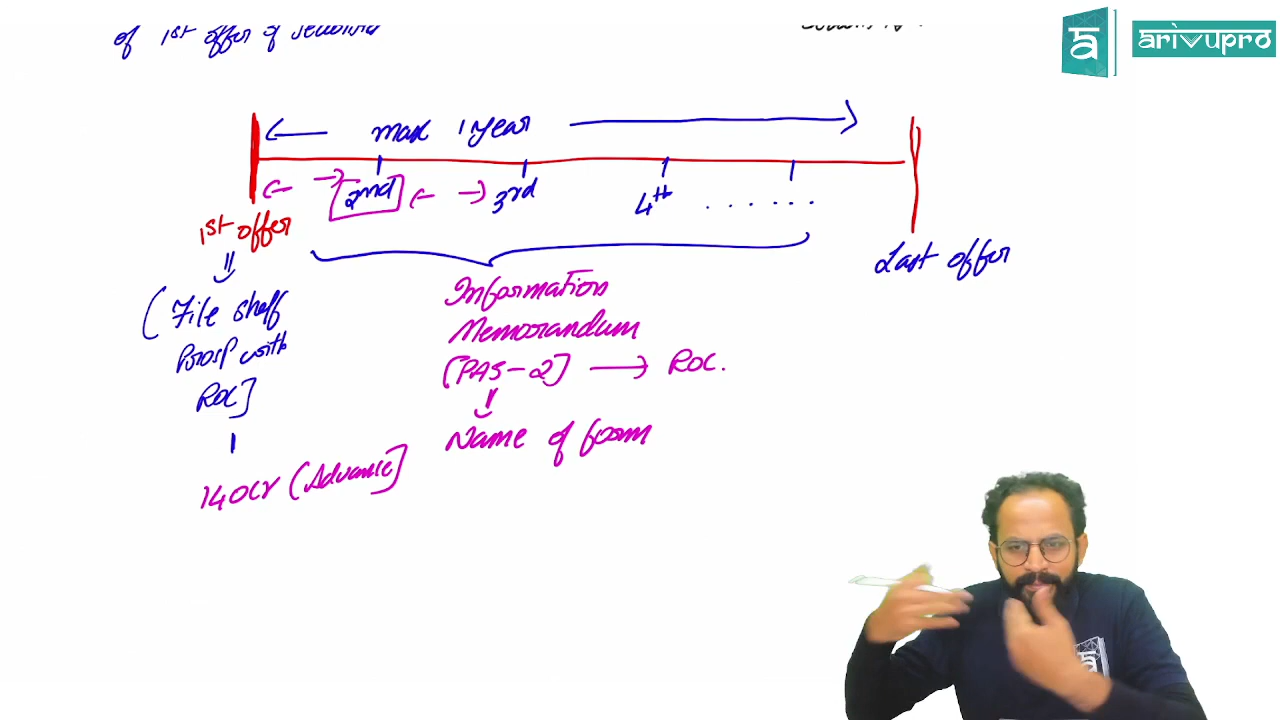 of 1st offer of
arivupro
max 1 year
2nd
3rd
4th ........
1st offer
Last offer
(File shelf
Prosp with
ROC]
140cr (Advance]
Information
Memorandum
[PAS-2] → ROC.
Name of form